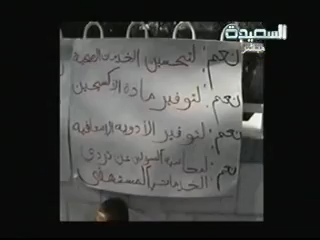 السعيدة
مباشر
نعم: لتحسين الخدمات الصحية
نعم: لتوفير مادة الأكسجين
نعم: لتوفير الأدوية الإسعافية
نعم: لمحاسبة المسؤولين عن تردي
الخدمات بالمستشفى